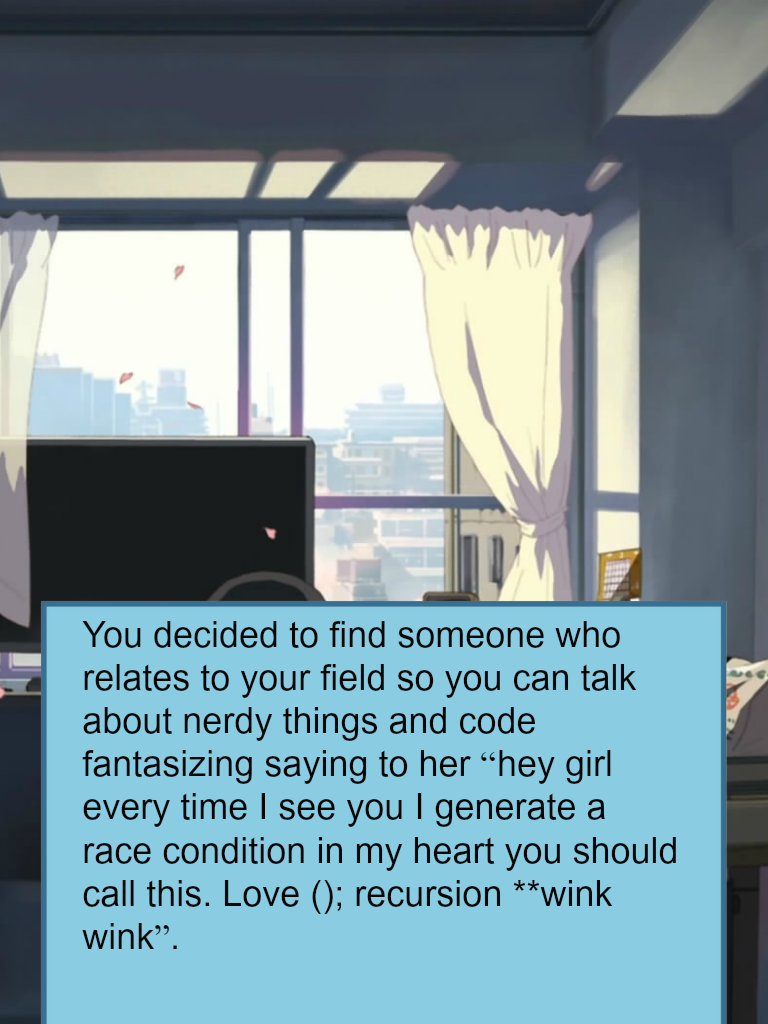 You decided to find someone who
relates to your field so you can talk
about nerdy things and code
fantasizing saying to her “hey girl
every time I see you I generate a
race condition in my heart you should
call this. Love (); recursion **wink
wink”.